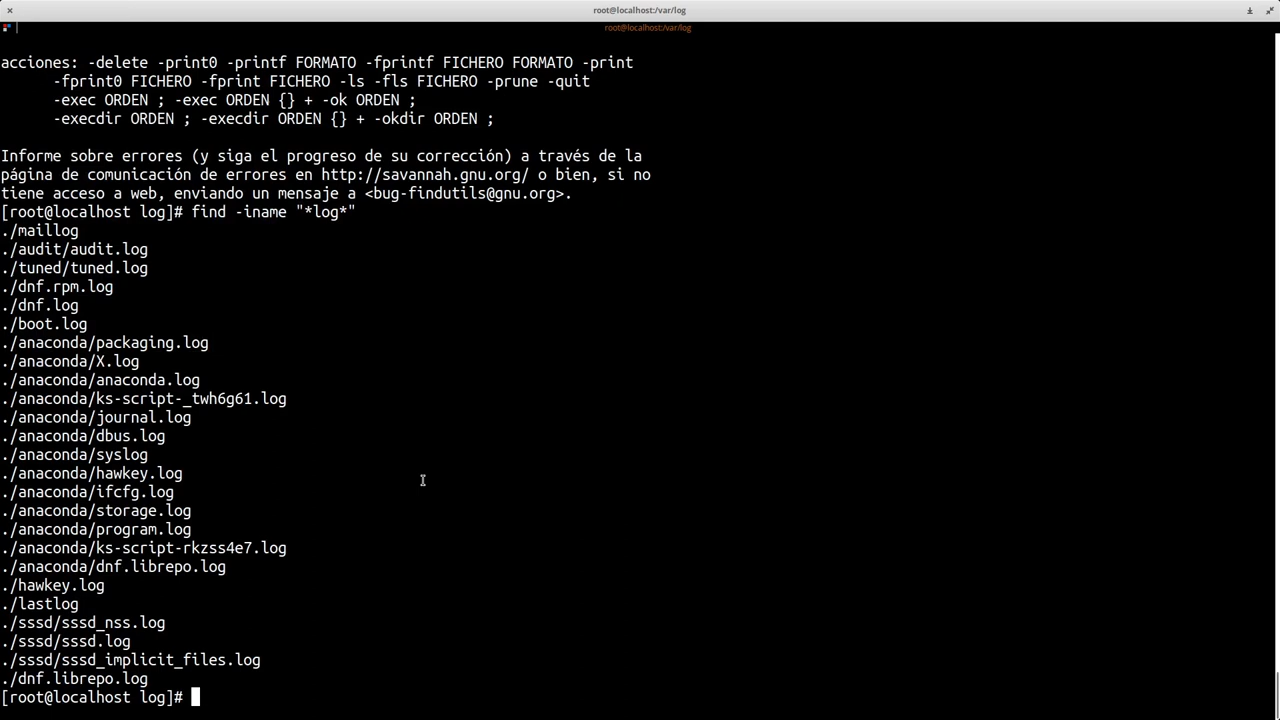 root@localhost:/var/log
root@localhost:/var/log
acciones: -delete -print0 -printf FORMATO -fprintf FICHERO FORMATO -print
-fprint0 FICHERO -fprint FICHERO -ls -fls FICHERO -prune -quit
-exec ORDEN ; -exec ORDEN {} + -ok ORDEN ;
-execdir ORDEN ; -execdir ORDEN {} + -okdir ORDEN ;
Informe sobre errores (y siga el progreso de su corrección) a través de la
página de comunicación de errores en http://savannah.gnu.org/ o bien, si no
tiene acceso a web, enviando un mensaje a <bug-findutils@gnu.org>.
[root@localhost log]# find -iname "*log*"
./maillog
./audit/audit.log
./tuned/tuned.log
./dnf.rpm.log
./dnf.log
./boot.log
./anaconda/packaging.log
./anaconda/X.log
./anaconda/anaconda.log
./anaconda/ks-script-_twh6g61.log
./anaconda/journal.log
./anaconda/dbus.log
./anaconda/syslog
./anaconda/hawkey.log
./anaconda/ifcfg.log
./anaconda/storage.log
./anaconda/program.log
./anaconda/ks-script-rkzss4e7.log
./anaconda/dnf.librepo.log
./hawkey.log
./lastlog
./sssd/sssd_nss.log
./sssd/sssd.log
./sssd/sssd_implicit_files.log
./dnf.librepo.log
[root@localhost log]#